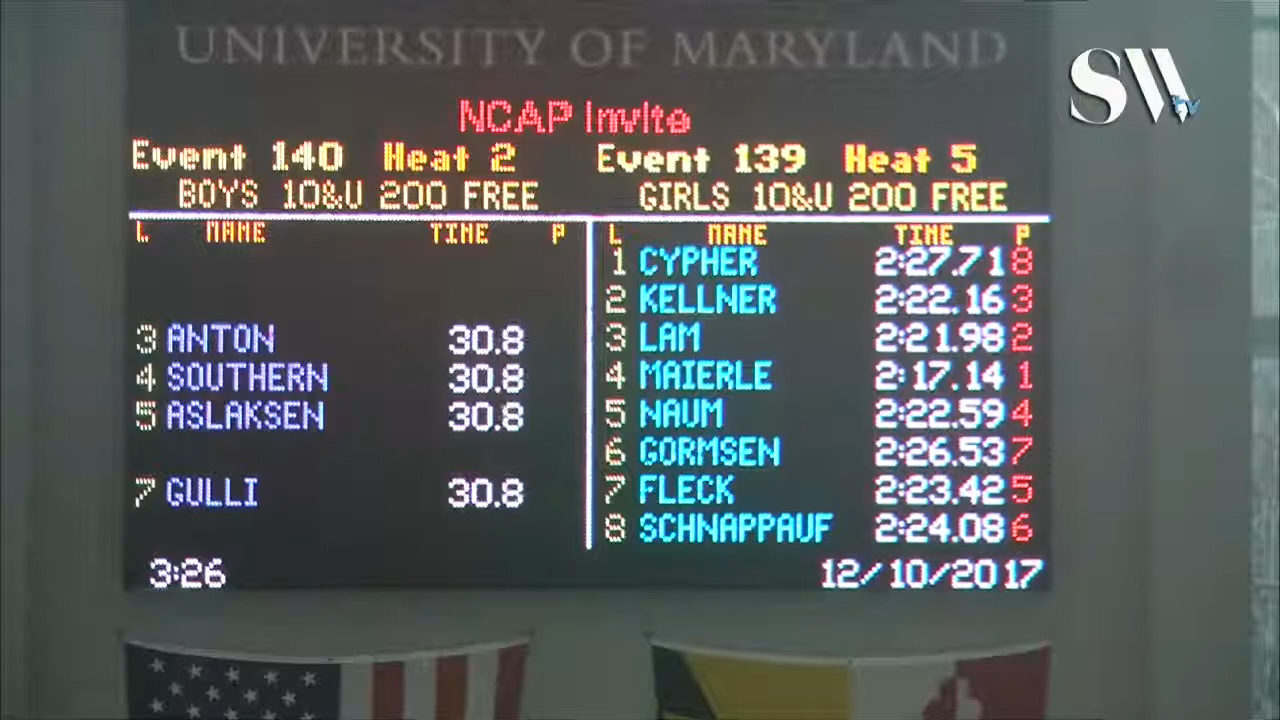 UNIVERSITY OF MARYLAND
SW
TV
NCAP Invite
Event 140 Heat 2
BOYS 10&U 200 FREE
L NAME TIME P
3 ANTON 30.8
4 SOUTHERN 30.8
5 ASLAKSEN 30.8
7 GULLI 30.8
Event 139 Heat 5
GIRLS 10&U 200 FREE
L NAME TIME P
1 CYPHER 2:27.71 8
2 KELLNER 2:22.16 3
3 LAM 2:21.98 2
4 MAIERLE 2:17.14 1
5 NAUM 2:22.59 4
6 GORMSEN 2:26.53 7
7 FLECK 2:23.42 5
8 SCHNAPPAUF 2:24.08 6
3:26
12/10/2017